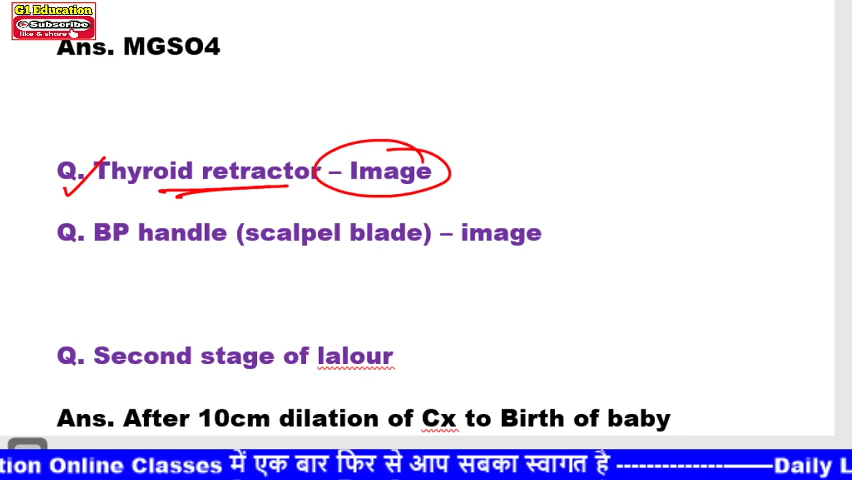 G1 Education
Subscribe
like & share
Ans. MGSO4
Q. Thyroid retractor – Image
Q. BP handle (scalpel blade) – image
Q. Second stage of lalour
Ans. After 10cm dilation of Cx to Birth of baby
tion Online Classes में एक बार फिर से आप सबका स्वागत है ---------------——Daily L